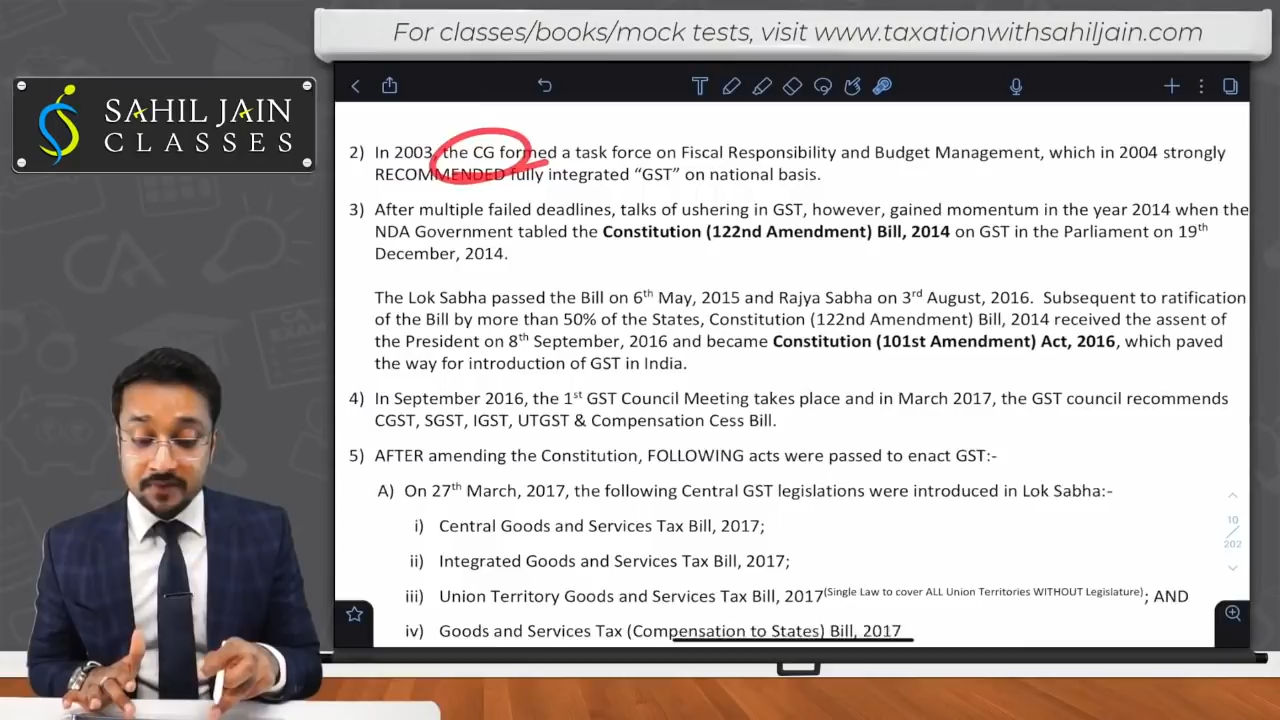 For classes/books/mock tests, visit www.taxationwithsahiljain.com
SAHIL JAIN
CLASSES
2) In 2003, the CG formed a task force on Fiscal Responsibility and Budget Management, which in 2004 strongly
RECOMMENDED fully integrated “GST” on national basis.
3) After multiple failed deadlines, talks of ushering in GST, however, gained momentum in the year 2014 when the
NDA Government tabled the Constitution (122nd Amendment) Bill, 2014 on GST in the Parliament on 19th
December, 2014.
The Lok Sabha passed the Bill on 6th May, 2015 and Rajya Sabha on 3rd August, 2016. Subsequent to ratification
of the Bill by more than 50% of the States, Constitution (122nd Amendment) Bill, 2014 received the assent of
the President on 8th September, 2016 and became Constitution (101st Amendment) Act, 2016, which paved
the way for introduction of GST in India.
4) In September 2016, the 1st GST Council Meeting takes place and in March 2017, the GST council recommends
CGST, SGST, IGST, UTGST & Compensation Cess Bill.
5) AFTER amending the Constitution, FOLLOWING acts were passed to enact GST:-
A) On 27th March, 2017, the following Central GST legislations were introduced in Lok Sabha:-
i) Central Goods and Services Tax Bill, 2017;
ii) Integrated Goods and Services Tax Bill, 2017;
iii) Union Territory Goods and Services Tax Bill, 2017(Single Law to cover ALL Union Territories WITHOUT Legislature); AND
iv) Goods and Services Tax (Compensation to States) Bill, 2017
10
202
CA